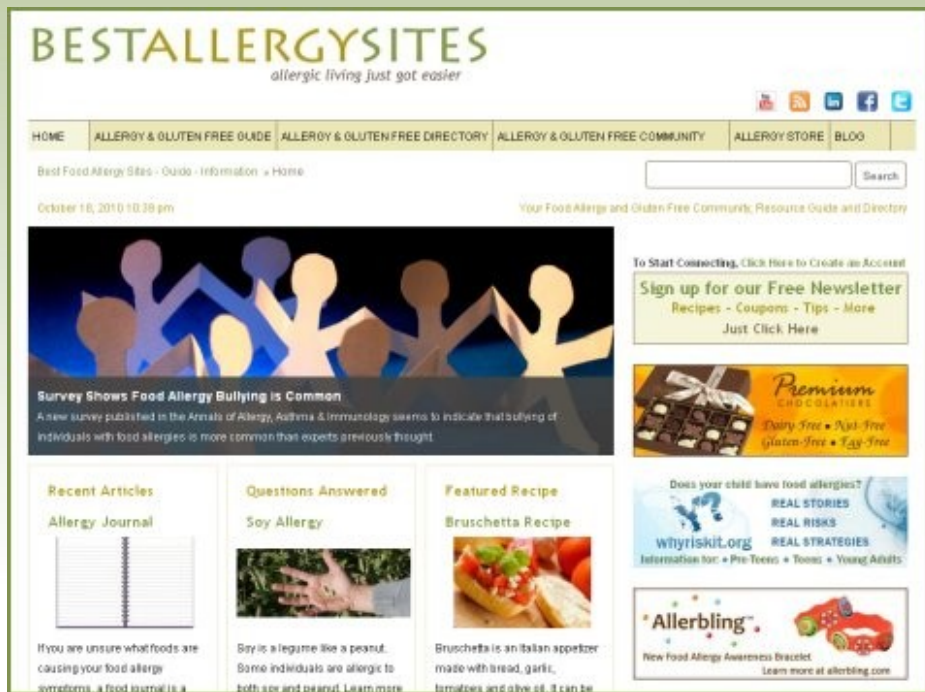 BESTALLERGYSITES
allergic living just got easier
HOME
ALLERGY & GLUTEN FREE GUIDE
ALLERGY & GLUTEN FREE DIRECTORY
ALLERGY & GLUTEN FREE COMMUNITY
ALLERGY STORE
BLOG
Best Food Allergy Sites - Guide - Information » Home
Search
October 18, 2010 10:39 pm
Your Food Allergy and Gluten Free Community, Resource Guide and Directory
Survey Shows Food Allergy Bullying is Common
A new survey published in the Annals of Allergy, Asthma & Immunology seems to indicate that bullying of
individuals with food allergies is more common than experts previously thought.
To Start Connecting, Click Here to Create an Account
Sign up for our Free Newsletter
Recipes - Coupons - Tips - More
Just Click Here
Premium
CHOCOLATIERS
Dairy-Free • Nut-Free
Gluten-Free • Egg-Free
Does your child have food allergies?
REAL STORIES
REAL RISKS
whyriskit.org
REAL STRATEGIES
Information for: • Pre-Teens • Teens • Young Adults
Allerbling™
New Food Allergy Awareness Bracelet
Learn more at allerbling.com
Recent Articles
Allergy Journal
If you are unsure what foods are
causing your food allergy
symptoms, a food journal is a
Questions Answered
Soy Allergy
Soy is a legume like a peanut.
Some individuals are allergic to
both soy and peanut. Learn more
Featured Recipe
Bruschetta Recipe
Bruschetta is an Italian appetizer
made with bread, garlic,
tomatoes and olive oil. It can be